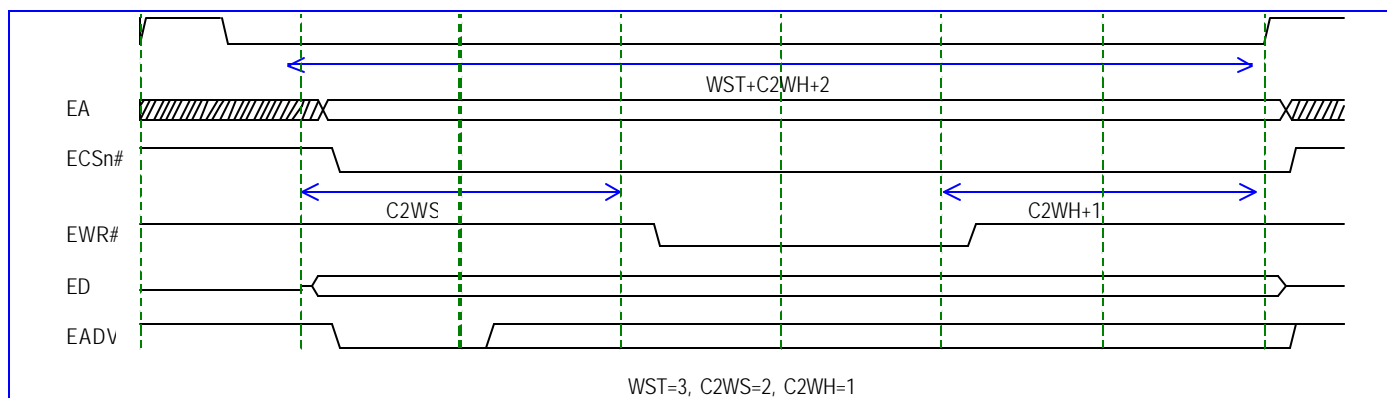 WST+C2WH+2
EA
ECSn#
C2WS
C2WH+1
EWR#
ED
EADV
WST=3, C2WS=2, C2WH=1